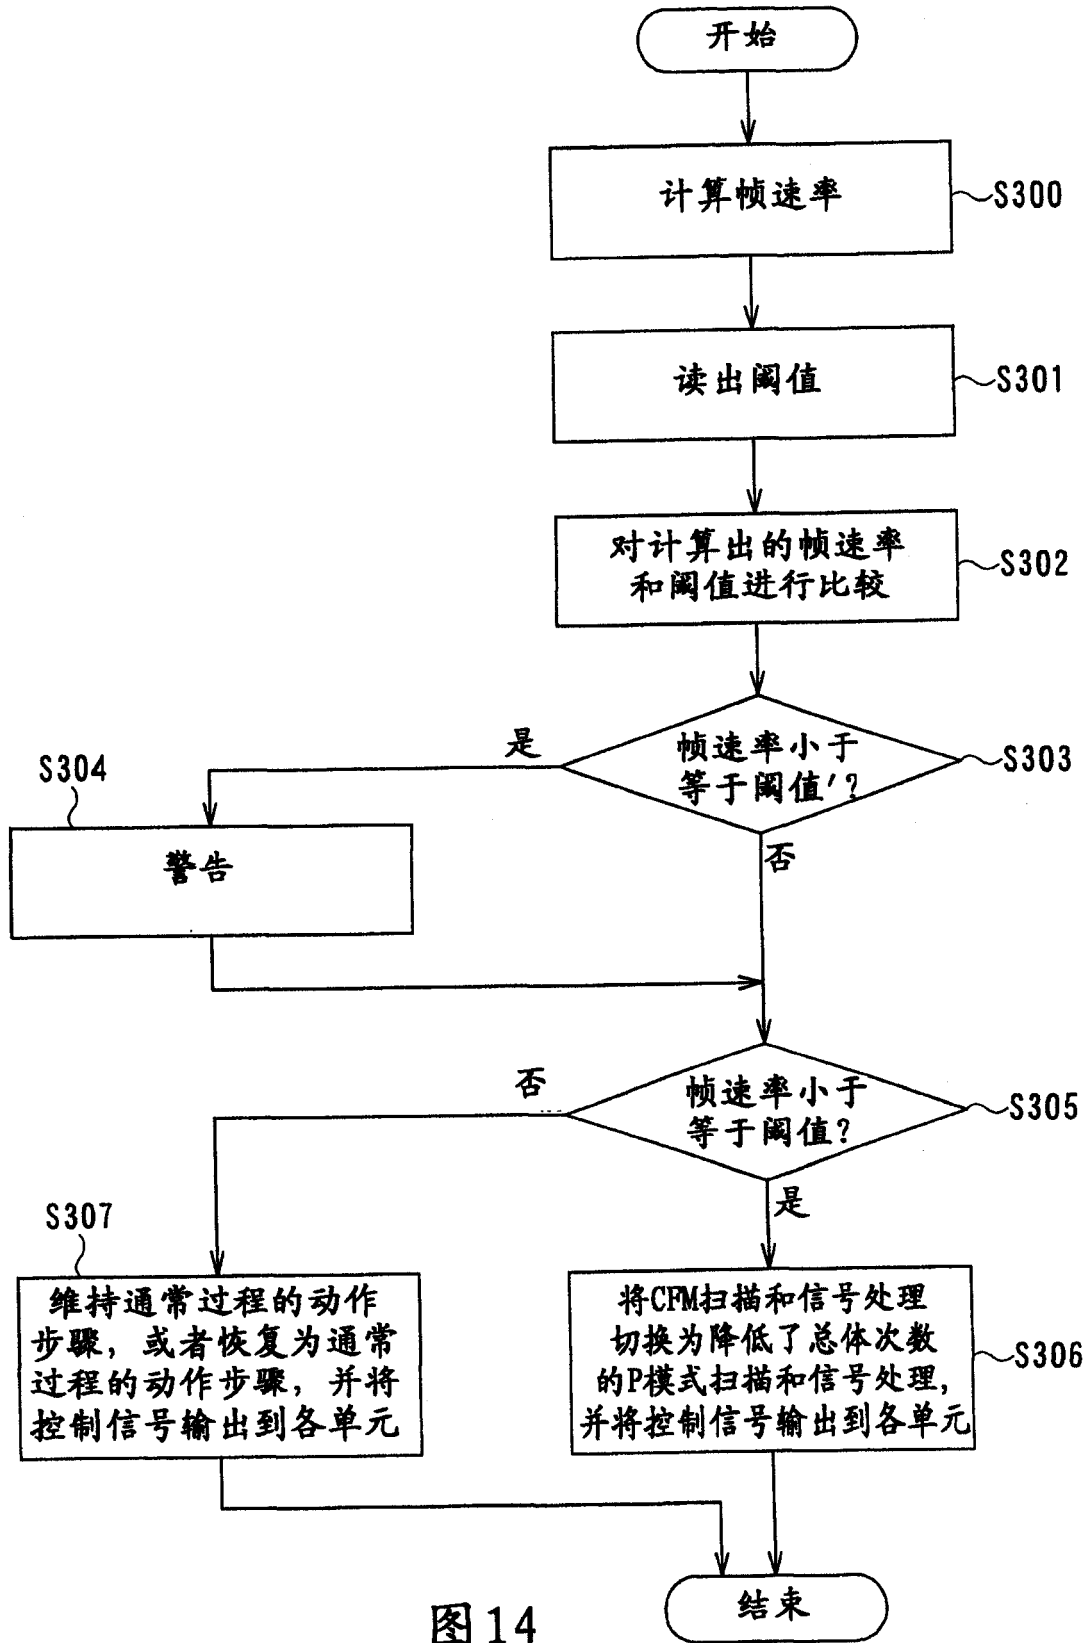 开始
计算帧速率
S300
读出阈值
S301
对计算出的帧速率
和阈值进行比较
S302
帧速率小于
等于阈值′?
S303
是
否
S304
警告
帧速率小于
等于阈值?
S305
否
是
S307
维持通常过程的动作
步骤, 或者恢复为通常
过程的动作步骤, 并将
控制信号输出到各单元
将CFM扫描和信号处理
切换为降低了总体次数
的P模式扫描和信号处理,
并将控制信号输出到各单元
S306
结束
图14